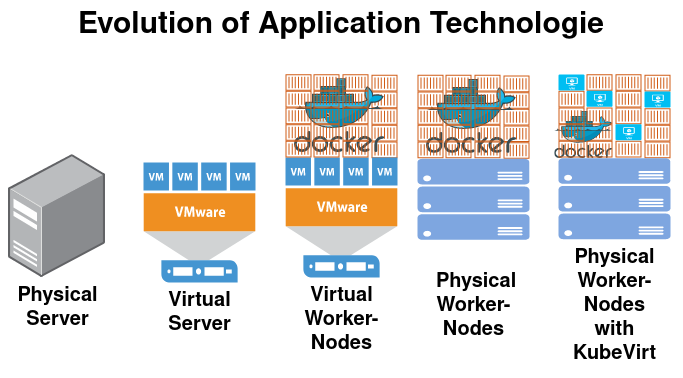 Evolution of Application Technologie
docker
docker
docker
VM VM VM VM
VMware
VM VM VM VM
VMware
Physical
Server
Virtual
Server
Virtual
Worker-
Nodes
Physical
Worker-
Nodes
Physical
Worker-
Nodes
with
KubeVirt